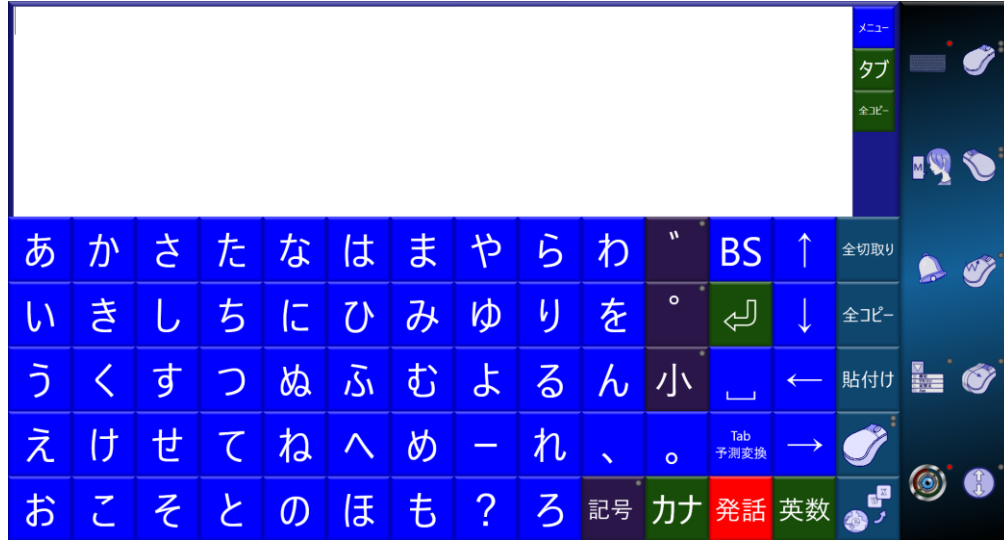 メニュー
タブ
全コピー
M
あ か さ た な は ま や ら わ ゛ BS ↑ 全切取り
い き し ち に ひ み ゆ り を ゜ ↓ 全コピー
う く す つ ぬ ふ む よ る ん 小 ← 貼付け
え け せ て ね へ め ー れ 、 。 Tab 予測変換 →
お こ そ と の ほ も ? ろ 記号 カナ 発話 英数